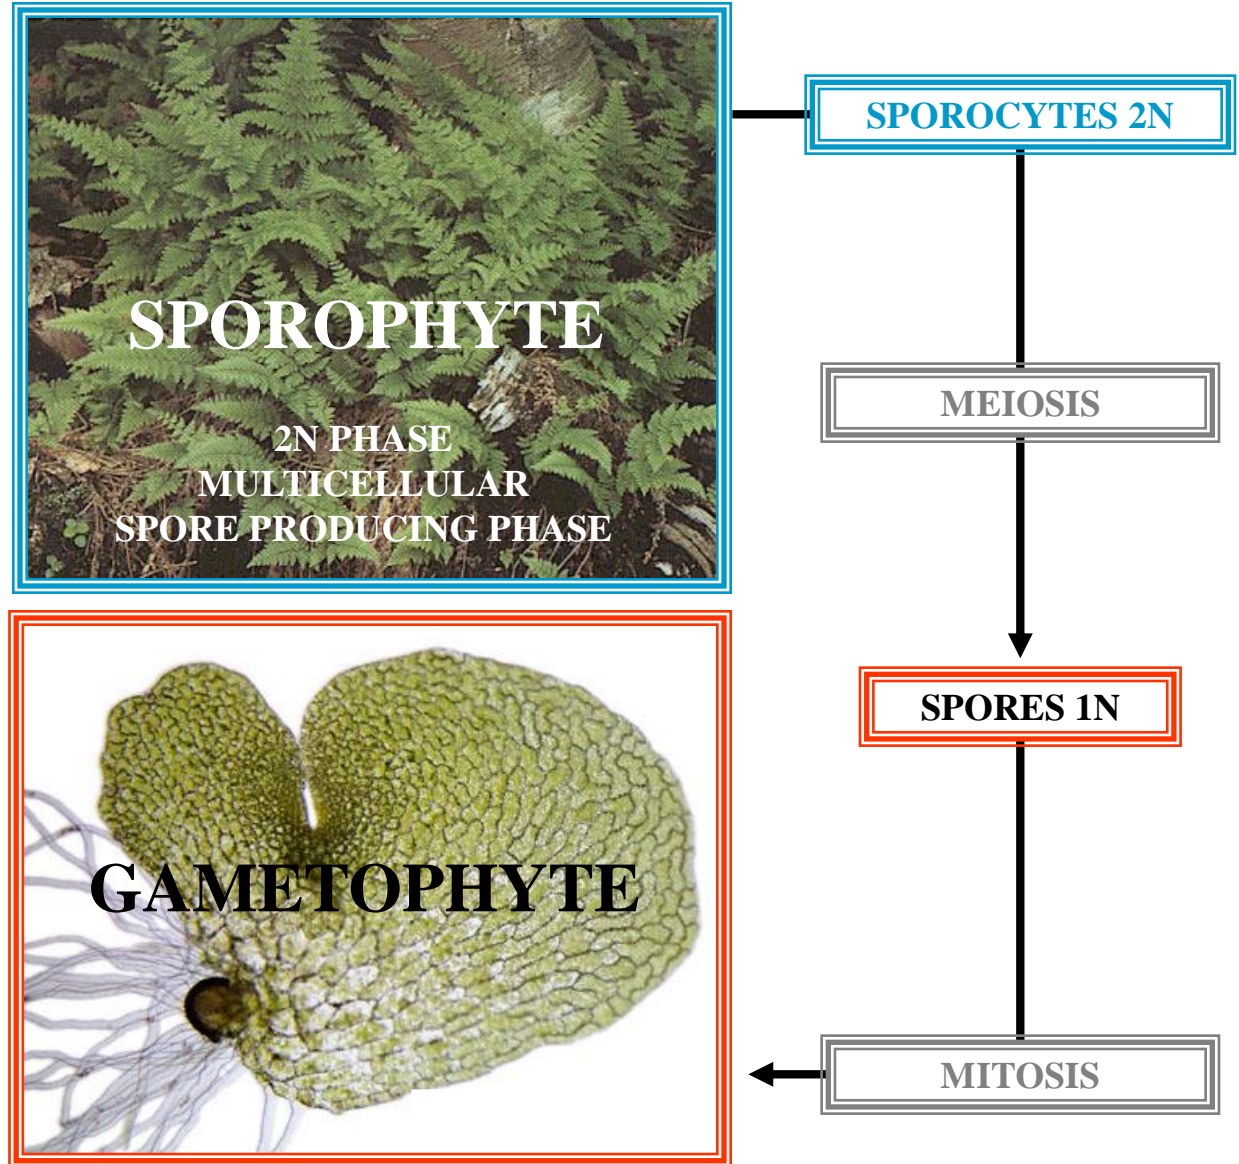 SPOROPHYTE
2N PHASE
MULTICELLULAR
SPORE PRODUCING PHASE
SPOROCYTES 2N
MEIOSIS
SPORES 1N
MITOSIS
GAMETOPHYTE